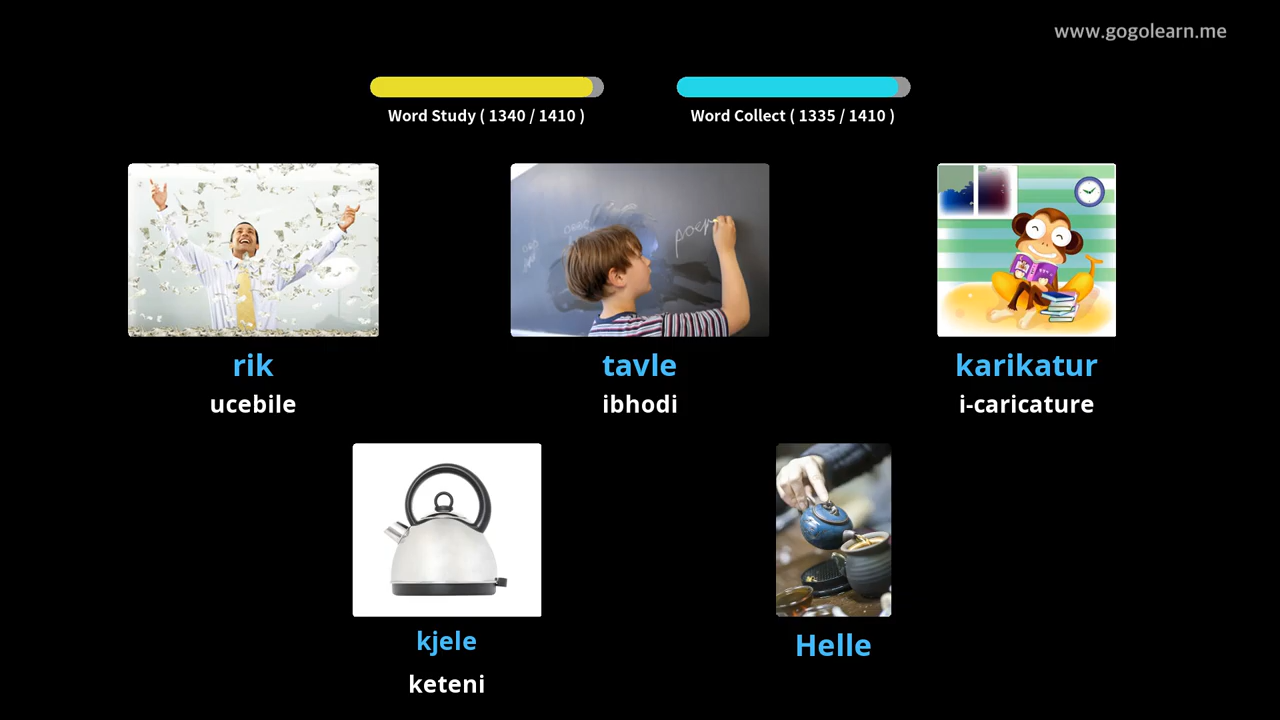 www.gogolearn.me
Word Study ( 1340 / 1410 )
Word Collect ( 1335 / 1410 )
rik
tavle
karikatur
ucebile
ibhodi
i-caricature
kjele
Helle
keteni